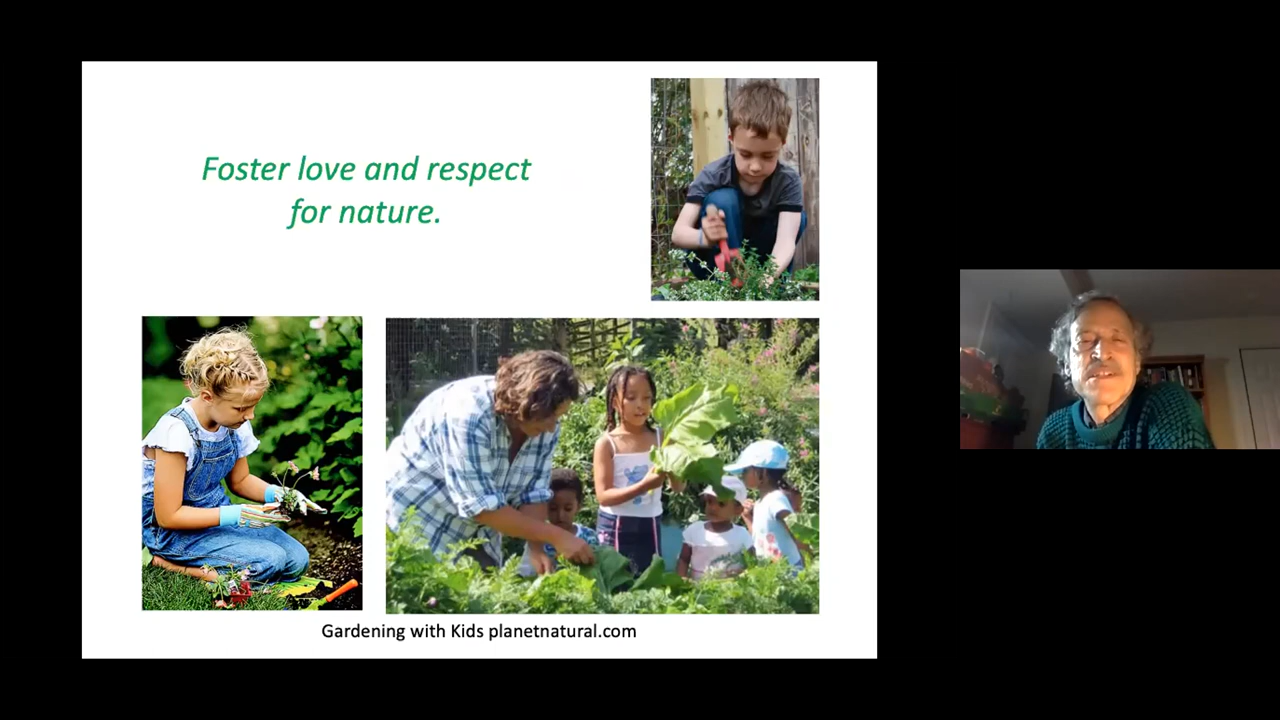 Foster love and respect
for nature.
Gardening with Kids planetnatural.com